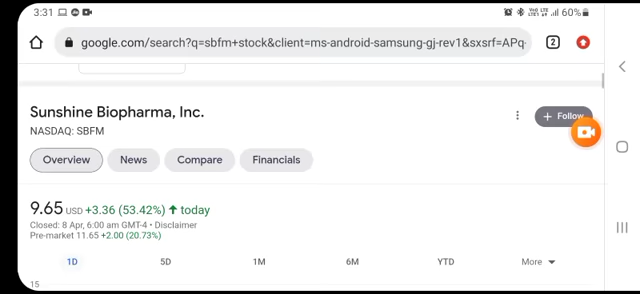 3:31 Vo) LTE LTE1 60%
google.com/search?q=sbfm+stock&client=ms-android-samsung-gj-rev1&sxsrf=APq- 2
Sunshine Biopharma, Inc.
+ Follow
NASDAQ: SBFM
Overview News Compare Financials
9.65 USD +3.36 (53.42%) ↑ today
Closed: 8 Apr, 6:00 am GMT-4 • Disclaimer
Pre-market 11.65 +2.00 (20.73%)
1D 5D 1M 6M YTD More
15